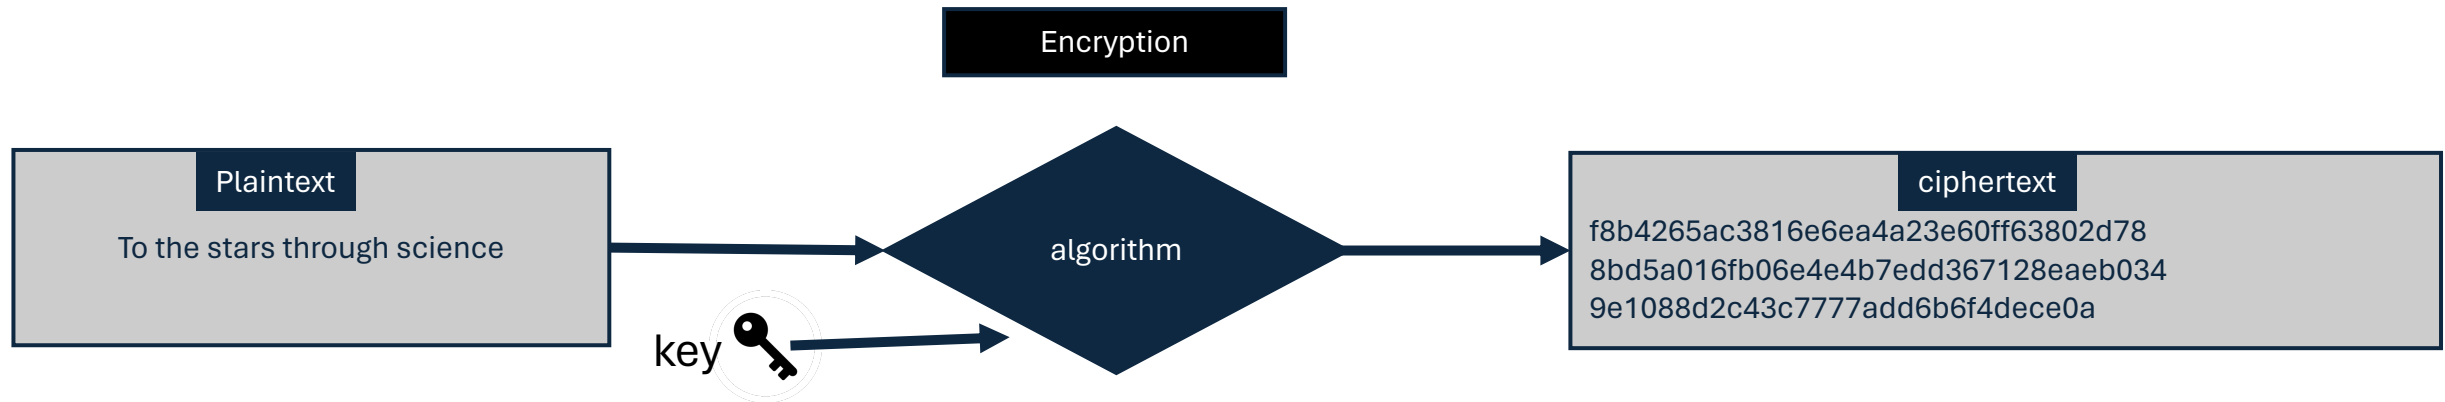 Encryption
Plaintext
To the stars through science
key
algorithm
ciphertext
f8b4265ac3816e6ea4a23e60ff63802d78
8bd5a016fb06e4e4b7edd367128eaeb034
9e1088d2c43c7777add6b6f4dece0a